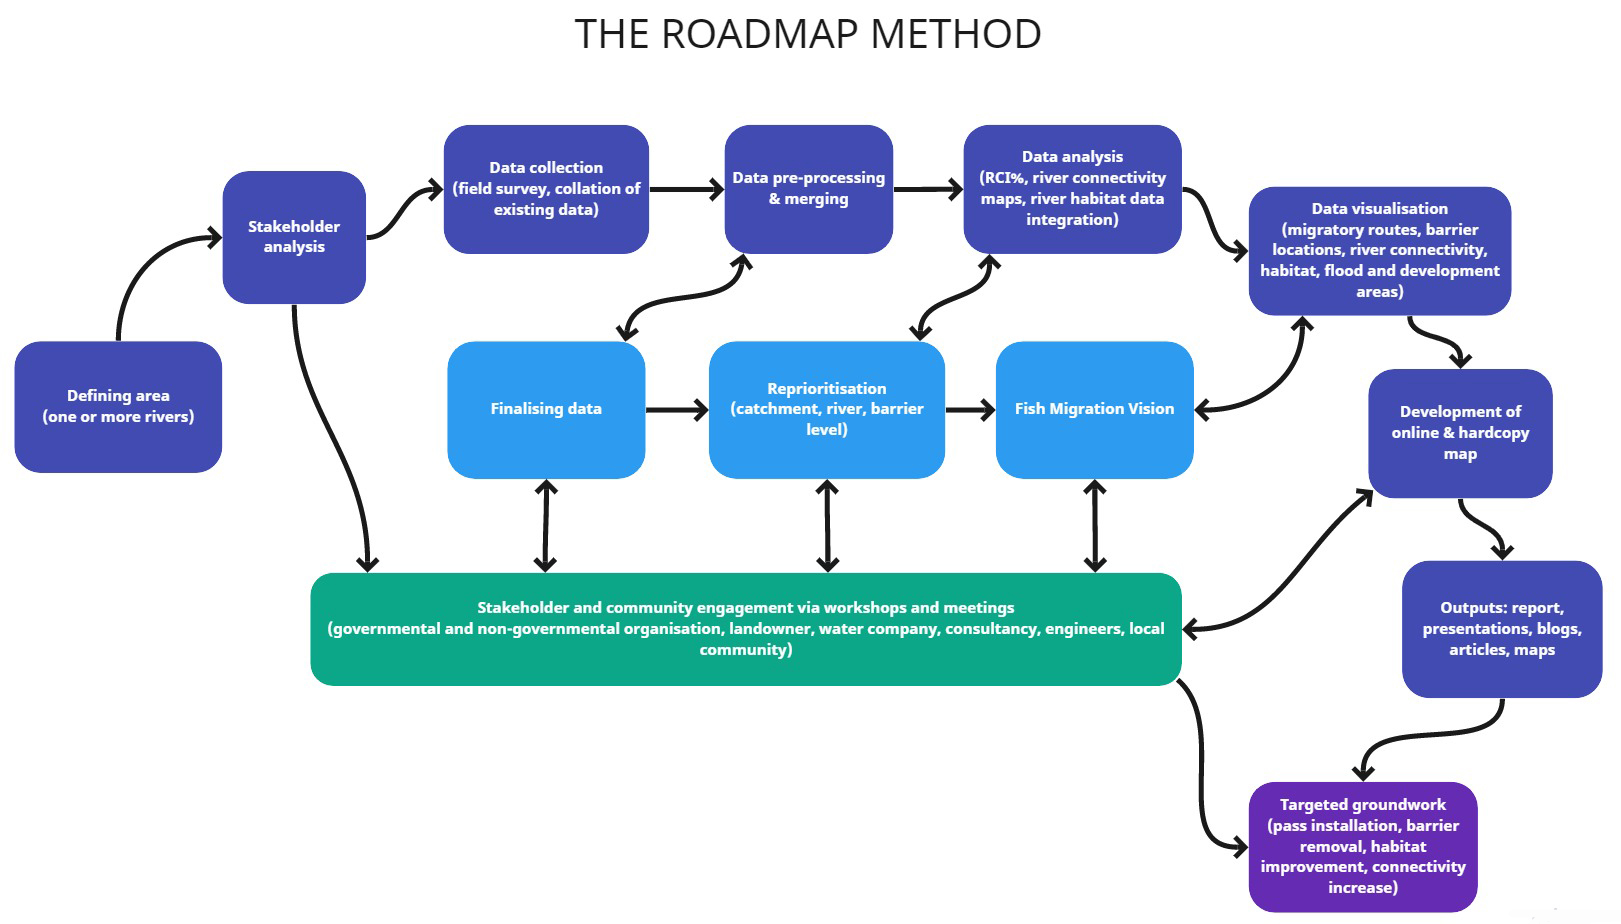 THE ROADMAP METHOD
Data collection
(field survey, collation of
existing data)
Data pre-processing
& merging
Data analysis
(RCI%, river connectivity
maps, river habitat data
integration)
Stakeholder
analysis
Data visualisation
(migratory routes, barrier
locations, river connectivity,
habitat, flood and development
areas)
Defining area
(one or more rivers)
Finalising data
Reprioritisation
(catchment, river, barrier
level)
Fish Migration Vision
Development of
online & hardcopy
map
Stakeholder and community engagement via workshops and meetings
(governmental and non-governmental organisation, landowner, water company, consultancy, engineers, local
community)
Outputs: report,
presentations, blogs,
articles, maps
Targeted groundwork
(pass installation, barrier
removal, habitat
improvement, connectivity
increase)